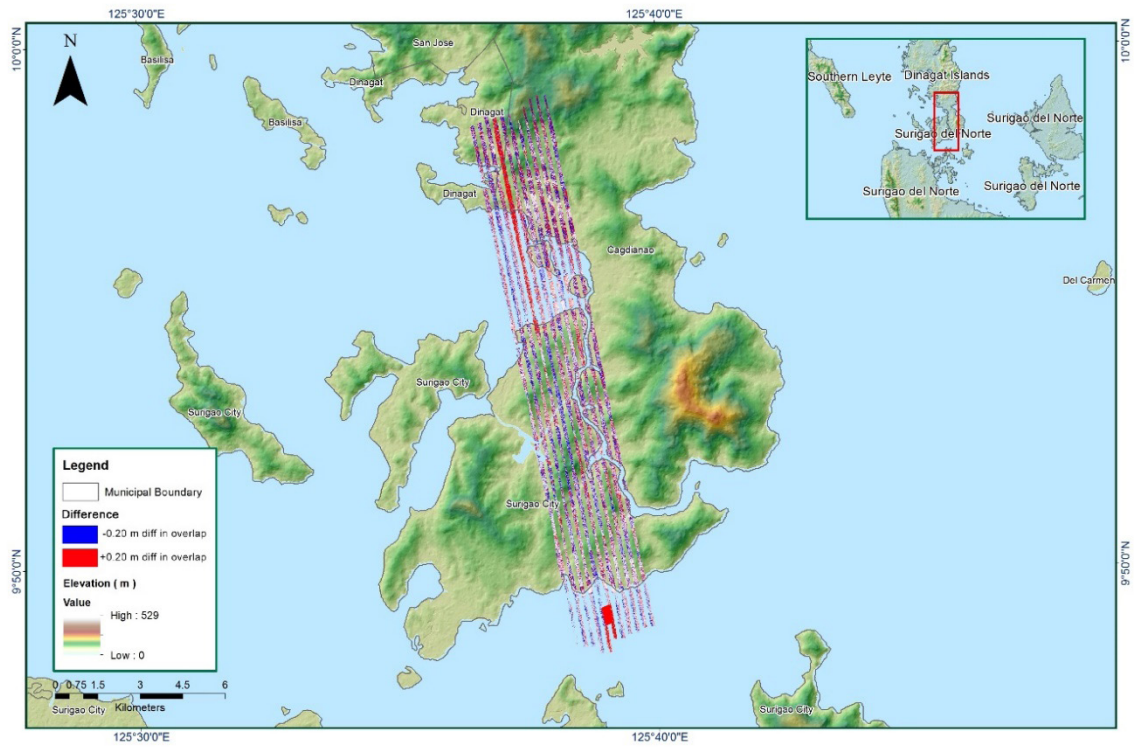 125°30'0"E
125°40'0"E
10°0'0"N
10°0'0"N
N
San Jose
Basilisa
Dinagat
Dinagat
Basilisa
Dinagat
Cagdianao
Del Carmen
Surigao City
Surigao City
Surigao City
Southern Leyte
Dinagat Islands
Surigao del Norte
Surigao del Norte
Surigao del Norte
Surigao del Norte
9°50'0"N
9°50'0"N
Legend
Municipal Boundary
Difference
-0.20 m diff in overlap
+0.20 m diff in overlap
Elevation ( m )
Value
High : 529
Low : 0
0 0.75 1.5 3 4.5 6
Kilometers
Surigao City
Surigao City
125°30'0"E
125°40'0"E